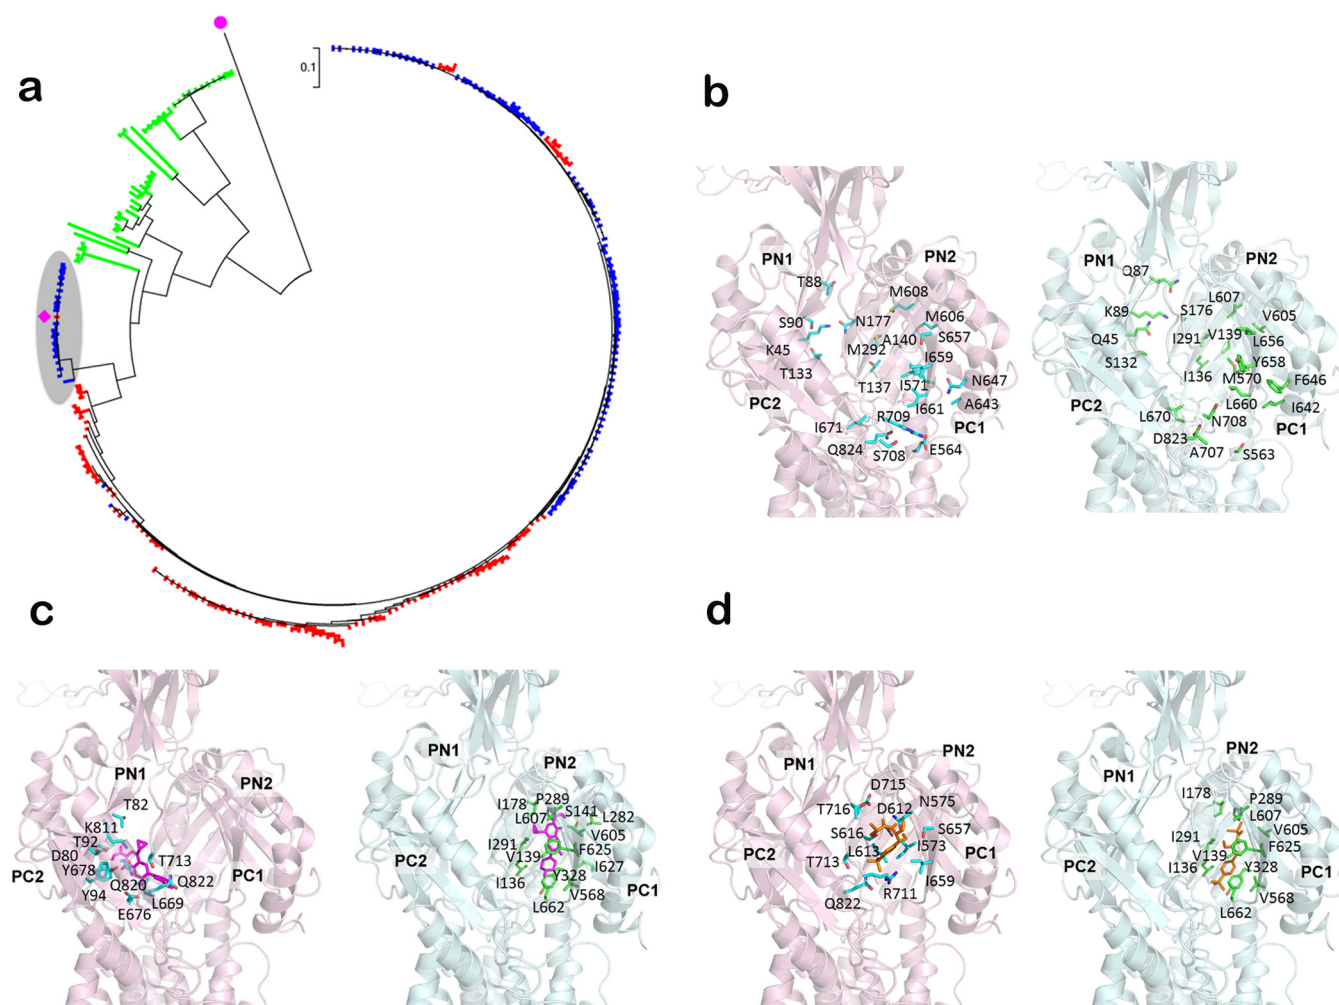 a
0.1
b
PN1
PN2
T88
M608
S90
N177
M606
A140
S657
K45
M292
I659
T133
T137
I571
N647
PC2
I661
A643
R709
I671
PC1
Q824
S708
E564
PN1
PN2
Q87
L607
K89
S176
V605
Q45
I291
V139
L656
S132
Y658
I136
M570
F646
PC2
L660
I642
L670
N708
PC1
D823
A707
S563
c
PN1
PN2
T82
K811
T92
D80
T713
PC2
Y678
Q820
Q822
PC1
Y94
L669
E676
PN1
PN2
I178
P289
S141
L282
L607
V605
I291
F625
PC2
V139
I627
I136
Y328
PC1
V568
L662
d
PN1
PN2
D715
T716
D612
N575
S616
S657
PC2
T713
L613
I573
PC1
I659
Q822
R711
PN1
PN2
I178
P289
L607
V605
I291
F625
PC2
V139
Y328
I136
PC1
V568
L662